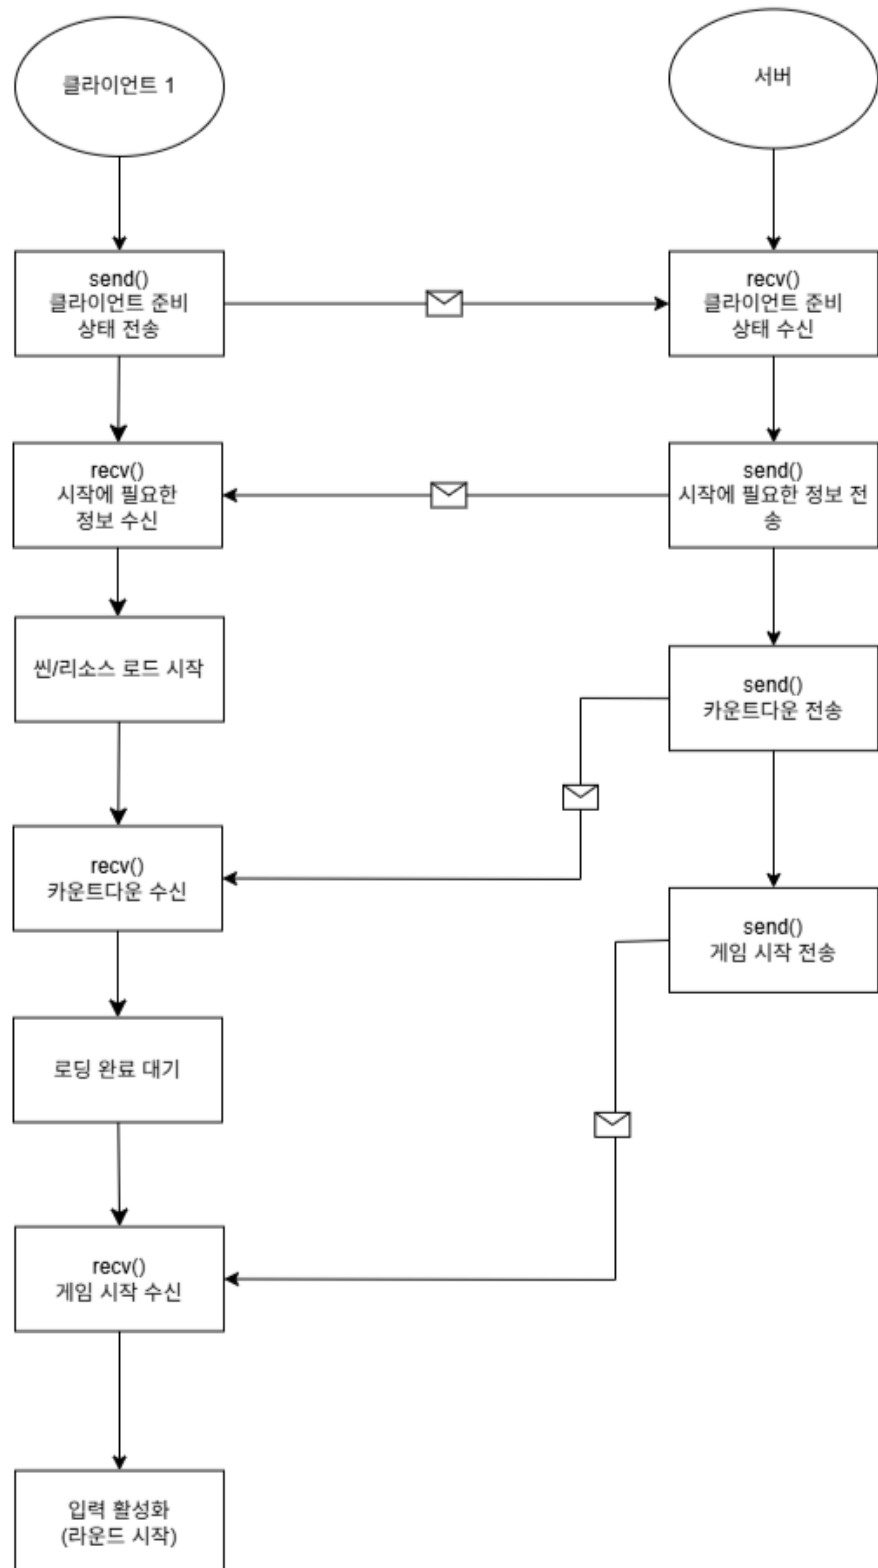 클라이언트 1
서버
send()
클라이언트 준비
상태 전송
recv()
클라이언트 준비
상태 수신
recv()
시작에 필요한
정보 수신
send()
시작에 필요한 정보 전
송
씬/리소스 로드 시작
send()
카운트다운 전송
recv()
카운트다운 수신
send()
게임 시작 전송
로딩 완료 대기
recv()
게임 시작 수신
입력 활성화
(라운드 시작)